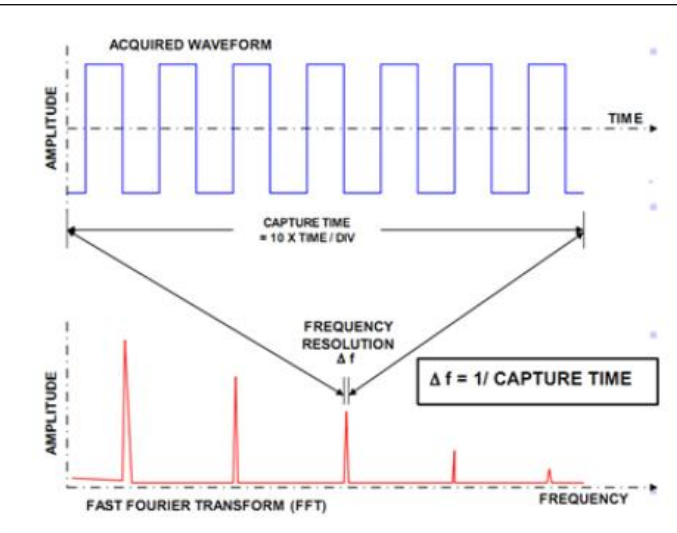 ACQUIRED WAVEFORM
AMPLITUDE
TIME
CAPTURE TIME
= 10 X TIME / DIV
FREQUENCY
RESOLUTION
Δ f
Δ f = 1/ CAPTURE TIME
AMPLITUDE
FREQUENCY
FAST FOURIER TRANSFORM (FFT)